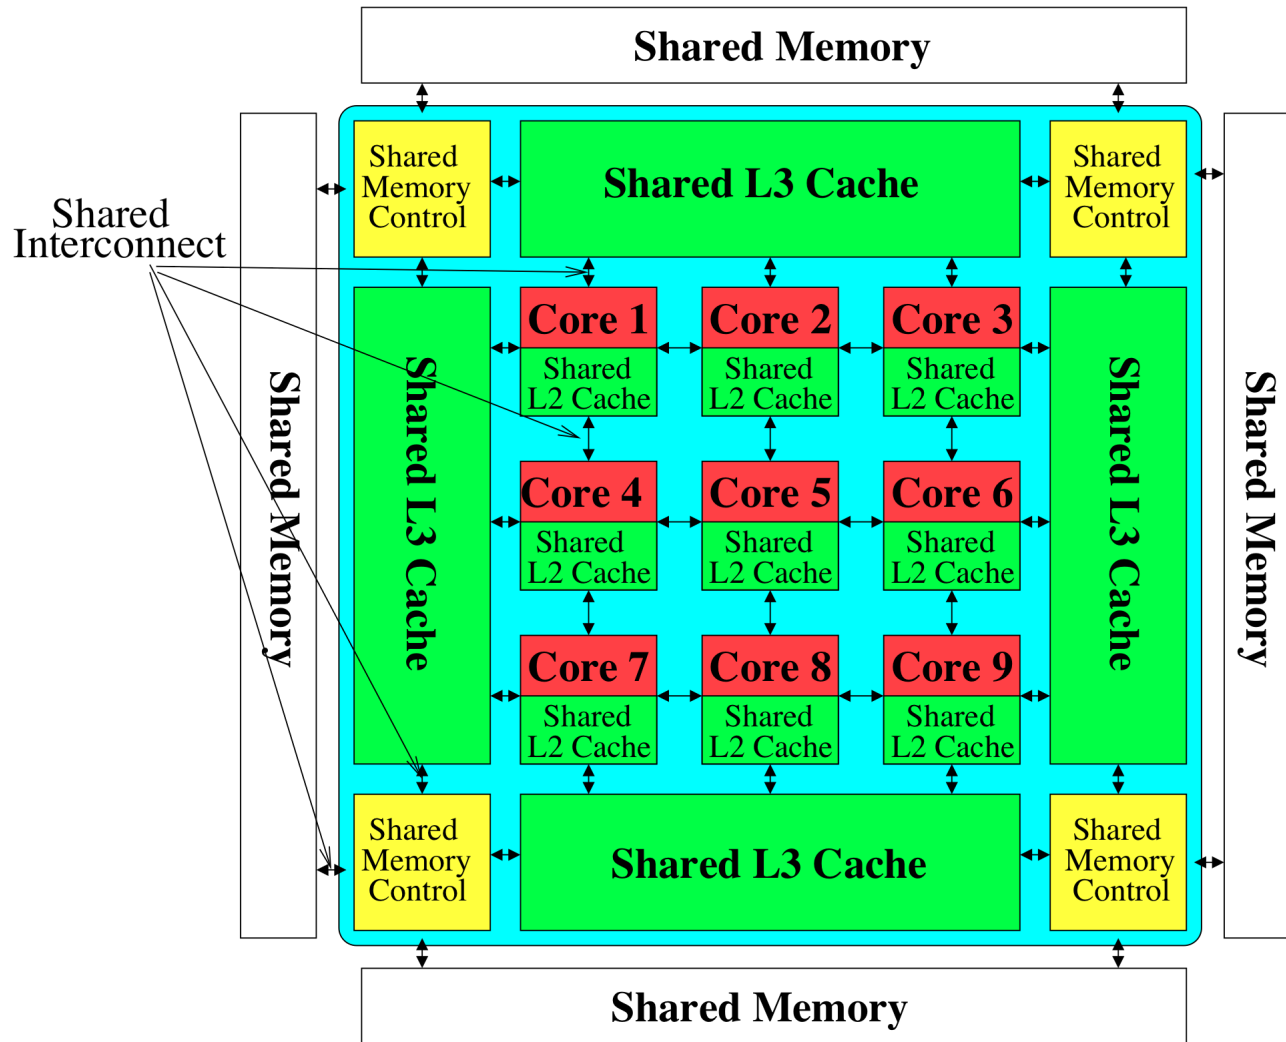 Shared Memory
Shared
Memory
Control
Shared L3 Cache
Shared
Memory
Control
Shared
Interconnect
Shared Memory
Shared L3 Cache
Core 1
Shared
L2 Cache
Core 2
Shared
L2 Cache
Core 3
Shared
L2 Cache
Shared L3 Cache
Shared Memory
Core 4
Shared
L2 Cache
Core 5
Shared
L2 Cache
Core 6
Shared
L2 Cache
Core 7
Shared
L2 Cache
Core 8
Shared
L2 Cache
Core 9
Shared
L2 Cache
Shared
Memory
Control
Shared L3 Cache
Shared
Memory
Control
Shared Memory